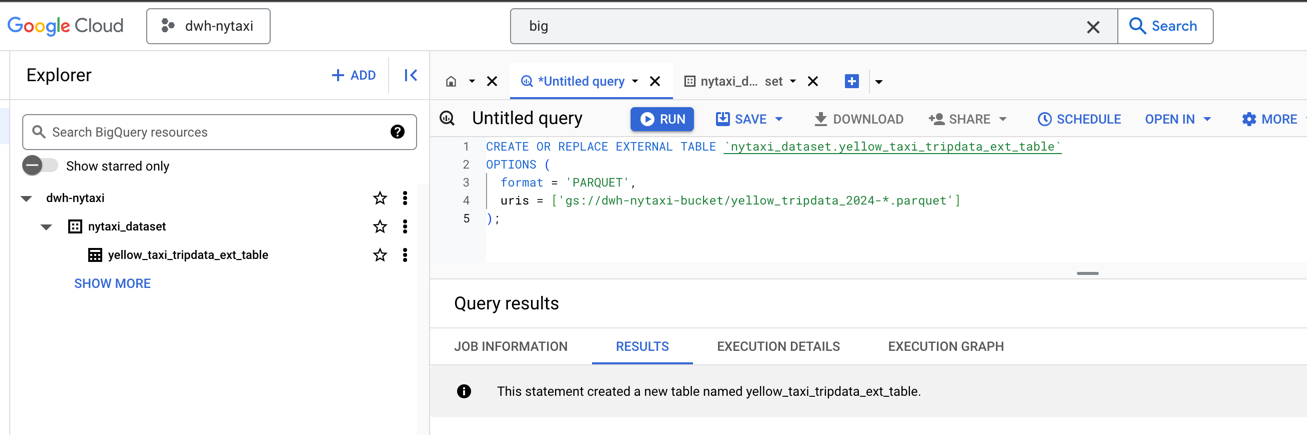 Google Cloud
dwh-nytaxi
big
Search
Explorer
+ ADD
*Untitled query
nytaxi_d... set
Search BigQuery resources
?
Show starred only
dwh-nytaxi
nytaxi_dataset
yellow_taxi_tripdata_ext_table
SHOW MORE
Untitled query
RUN
SAVE
DOWNLOAD
SHARE
SCHEDULE
OPEN IN
MORE
1 CREATE OR REPLACE EXTERNAL TABLE `nytaxi_dataset.yellow_taxi_tripdata_ext_table`
2 OPTIONS (
3 format = 'PARQUET',
4 uris = ['gs://dwh-nytaxi-bucket/yellow_tripdata_2024-*.parquet']
5 );
Query results
JOB INFORMATION
RESULTS
EXECUTION DETAILS
EXECUTION GRAPH
This statement created a new table named yellow_taxi_tripdata_ext_table.